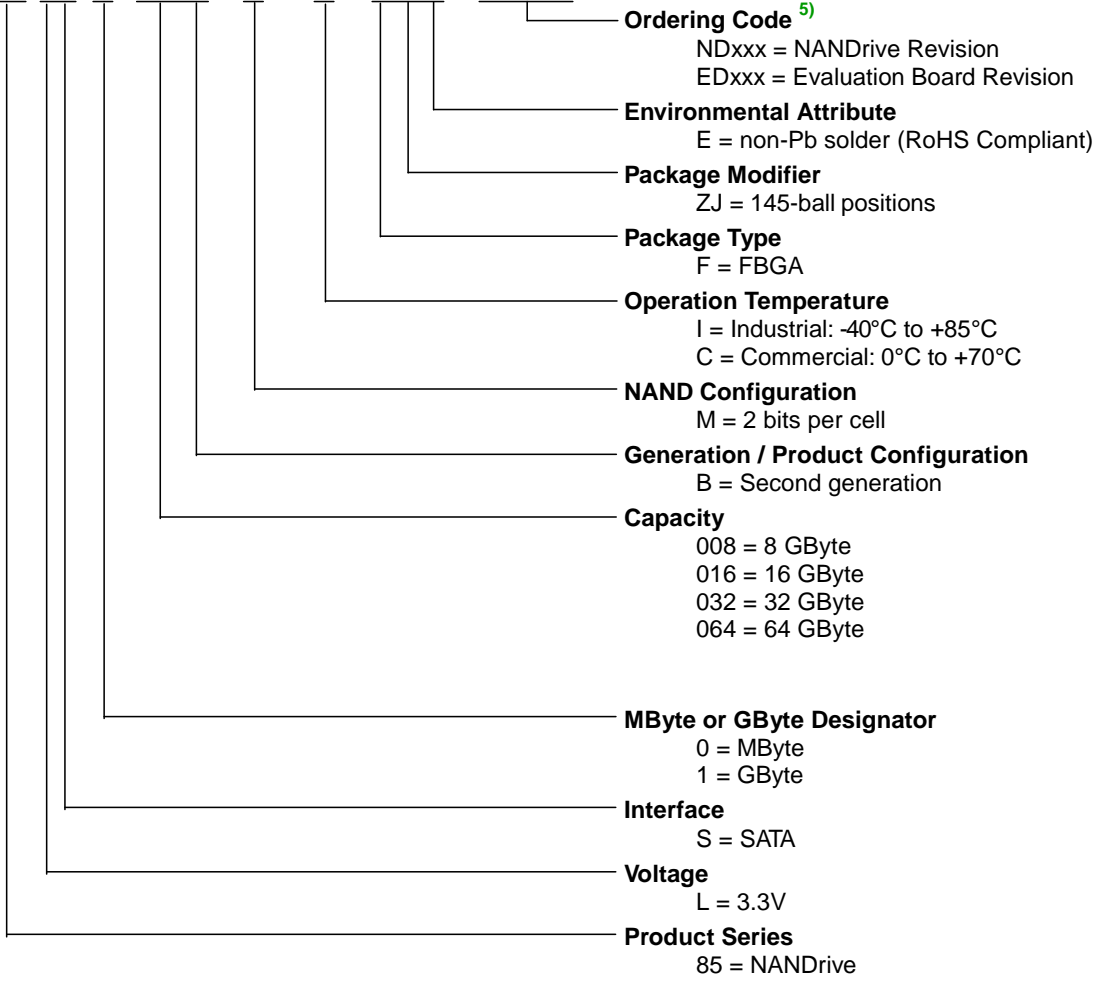 Ordering Code 5)
NDxxx = NANDrive Revision
EDxxx = Evaluation Board Revision
Environmental Attribute
E = non-Pb solder (RoHS Compliant)
Package Modifier
ZJ = 145-ball positions
Package Type
F = FBGA
Operation Temperature
I = Industrial: -40°C to +85°C
C = Commercial: 0°C to +70°C
NAND Configuration
M = 2 bits per cell
Generation / Product Configuration
B = Second generation
Capacity
008 = 8 GByte
016 = 16 GByte
032 = 32 GByte
064 = 64 GByte
MByte or GByte Designator
0 = MByte
1 = GByte
Interface
S = SATA
Voltage
L = 3.3V
Product Series
85 = NANDrive